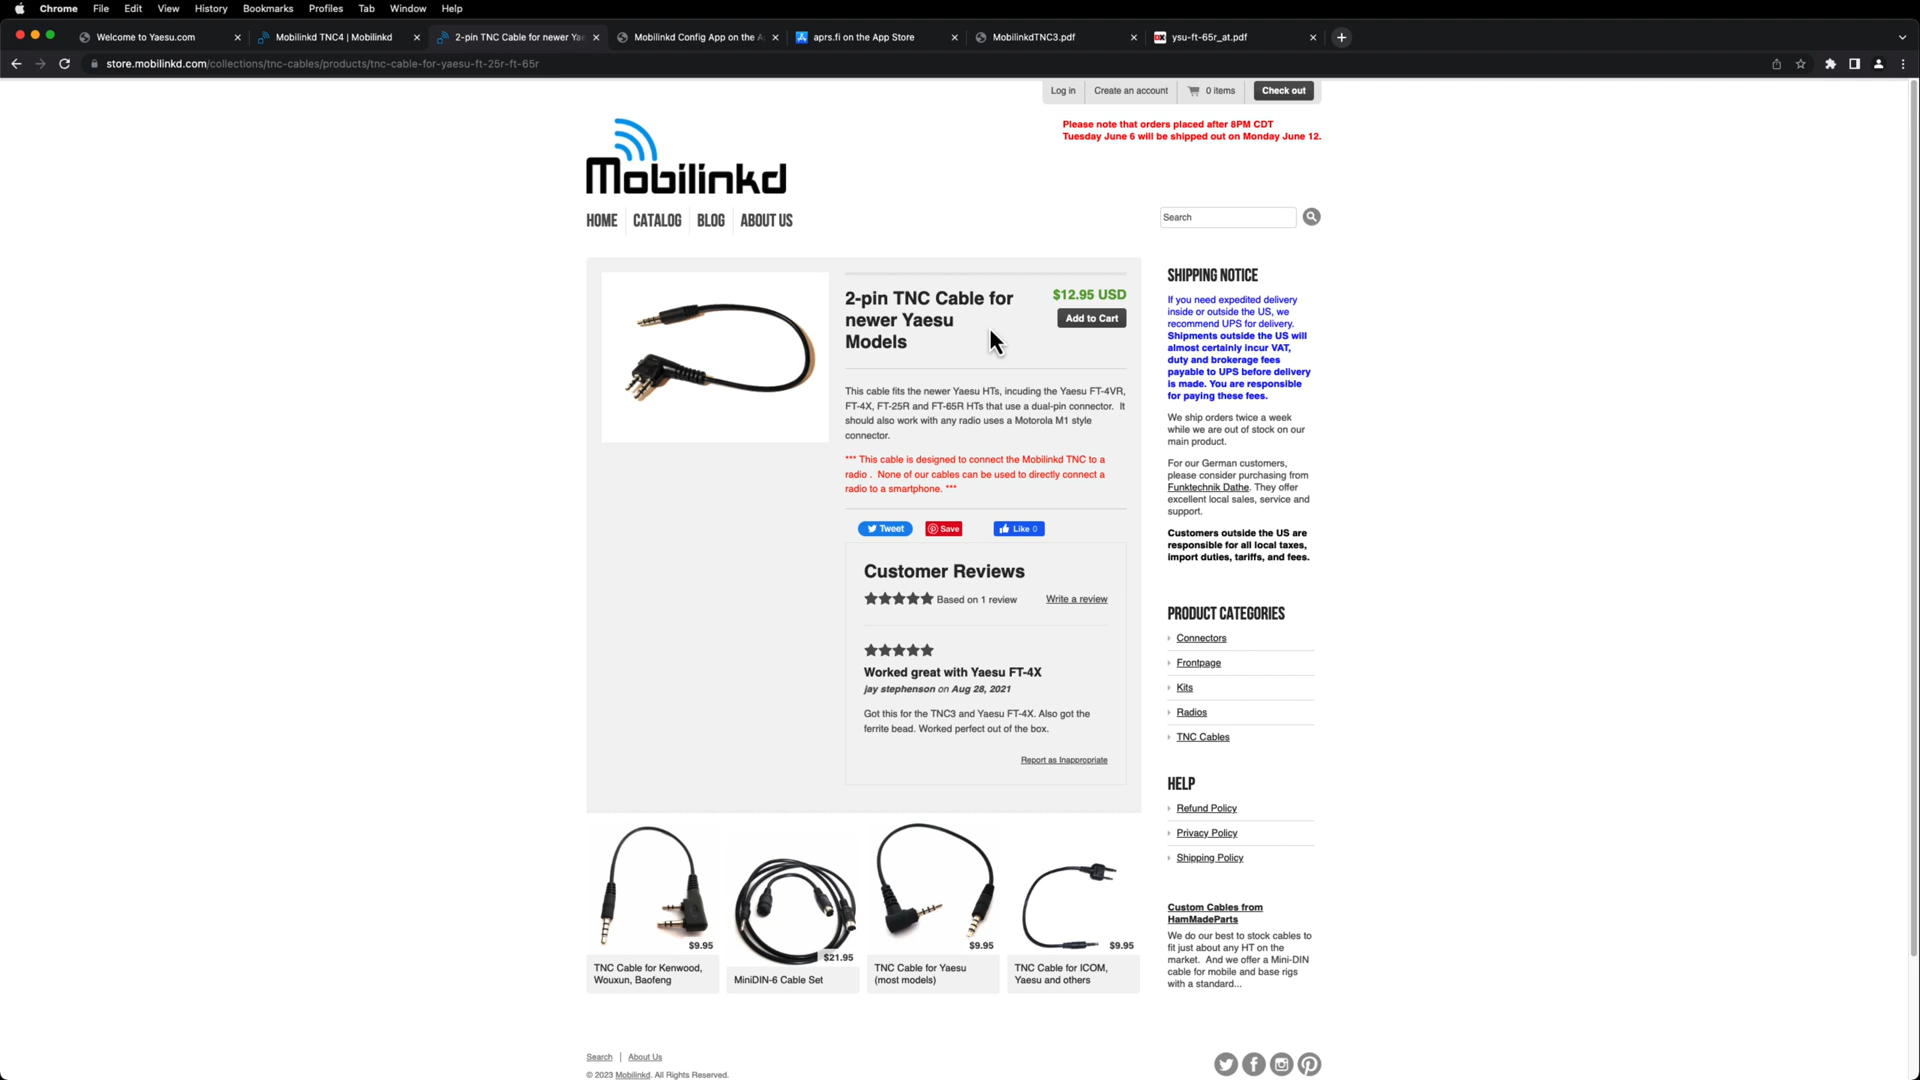 Chrome File Edit View History Bookmarks Profiles Tab Window Help
Welcome to Yaesu.com
Mobilinkd TNC4 | Mobilinkd
2-pin TNC Cable for newer Yae
Mobilinkd Config App on the A
aprs.fi on the App Store
MobilinkdTNC3.pdf
ysu-ft-65r_at.pdf
store.mobilinkd.com/collections/tnc-cables/products/tnc-cable-for-yaesu-ft-25r-ft-65r
Log in Create an account 0 items Check out
Please note that orders placed after 8PM CDT
Tuesday June 6 will be shipped out on Monday June 12.
Mobilinkd
HOME CATALOG BLOG ABOUT US
Search
2-pin TNC Cable for
newer Yaesu
Models
$12.95 USD
Add to Cart
This cable fits the newer Yaesu HTs, incuding the Yaesu FT-4VR,
FT-4X, FT-25R and FT-65R HTs that use a dual-pin connector. It
should also work with any radio uses a Motorola M1 style
connector.
*** This cable is designed to connect the Mobilinkd TNC to a
radio . None of our cables can be used to directly connect a
radio to a smartphone. ***
Tweet Save Like 0
Customer Reviews
Based on 1 review Write a review
Worked great with Yaesu FT-4X
jay stephenson on Aug 28, 2021
Got this for the TNC3 and Yaesu FT-4X. Also got the
ferrite bead. Worked perfect out of the box.
Report as Inappropriate
SHIPPING NOTICE
If you need expedited delivery
inside or outside the US, we
recommend UPS for delivery.
Shipments outside the US will
almost certainly incur VAT,
duty and brokerage fees
payable to UPS before delivery
is made. You are responsible
for paying these fees.
We ship orders twice a week
while we are out of stock on our
main product.
For our German customers,
please consider purchasing from
Funktechnik Dathe. They offer
excellent local sales, service and
support.
Customers outside the US are
responsible for all local taxes,
import duties, tariffs, and fees.
PRODUCT CATEGORIES
Connectors
Frontpage
Kits
Radios
TNC Cables
HELP
Refund Policy
Privacy Policy
Shipping Policy
Custom Cables from
HamMadeParts
We do our best to stock cables to
fit just about any HT on the
market. And we offer a Mini-DIN
cable for mobile and base rigs
with a standard...
$9.95
TNC Cable for Kenwood,
Wouxun, Baofeng
$21.95
MiniDIN-6 Cable Set
$9.95
TNC Cable for Yaesu
(most models)
$9.95
TNC Cable for ICOM,
Yaesu and others
Search | About Us
© 2023 Mobilinkd. All Rights Reserved.